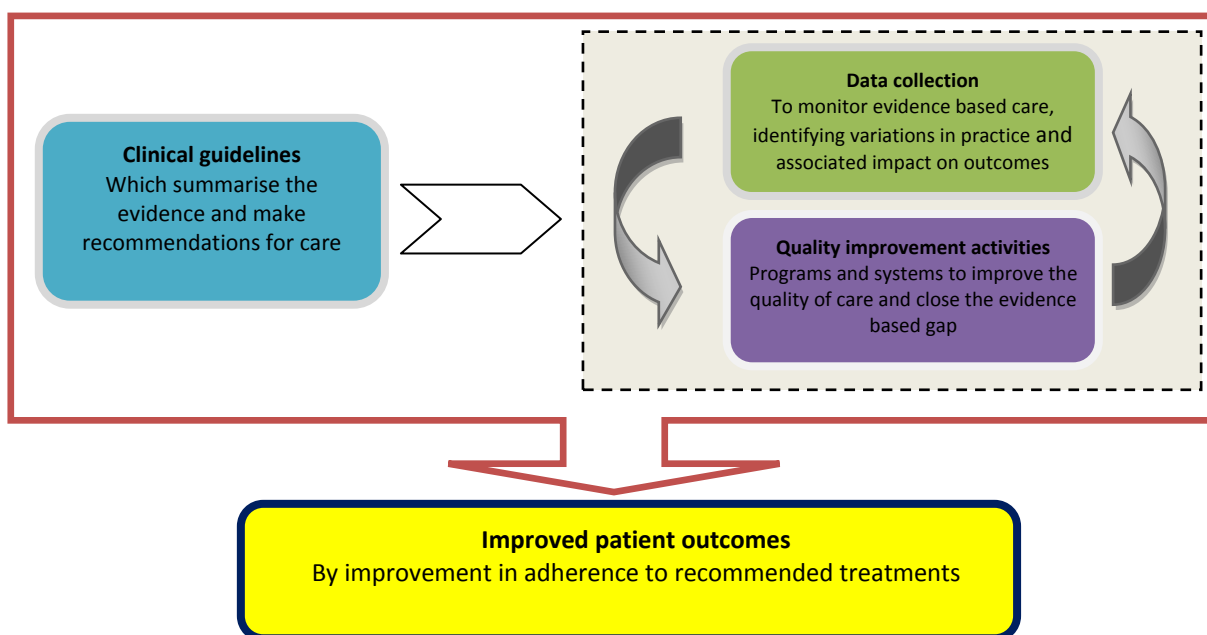 Clinical guidelines
Which summarise the
evidence and make
recommendations for care
Data collection
To monitor evidence based care,
identifying variations in practice and
associated impact on outcomes
Quality improvement activities
Programs and systems to improve the
quality of care and close the evidence
based gap
Improved patient outcomes
By improvement in adherence to recommended treatments